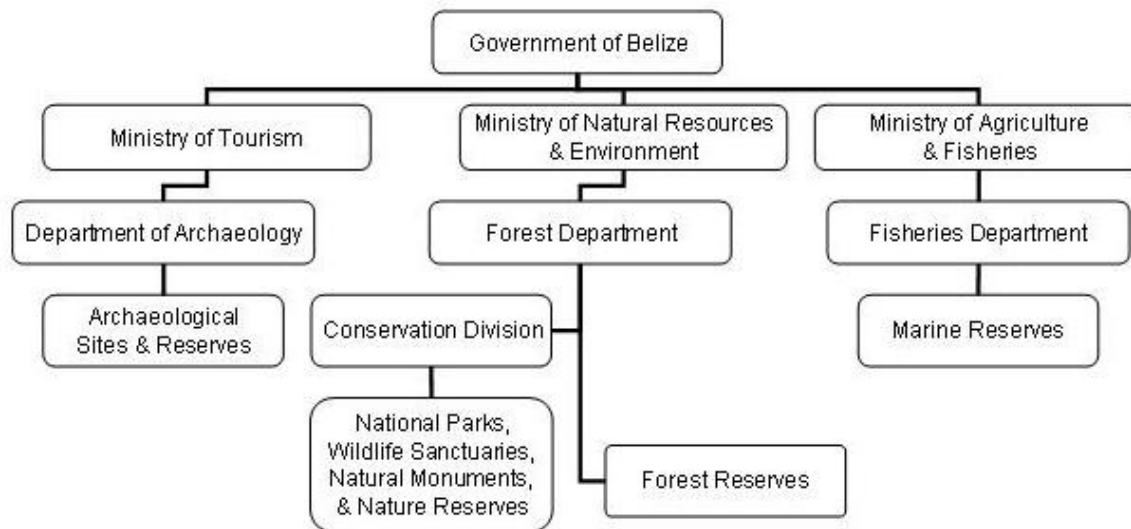 Government of Belize
Ministry of Tourism
Ministry of Natural Resources
& Environment
Ministry of Agriculture
& Fisheries
Department of Archaeology
Forest Department
Fisheries Department
Archaeological
Sites & Reserves
Conservation Division
Marine Reserves
National Parks,
Wildlife Sanctuaries,
Natural Monuments,
& Nature Reserves
Forest Reserves